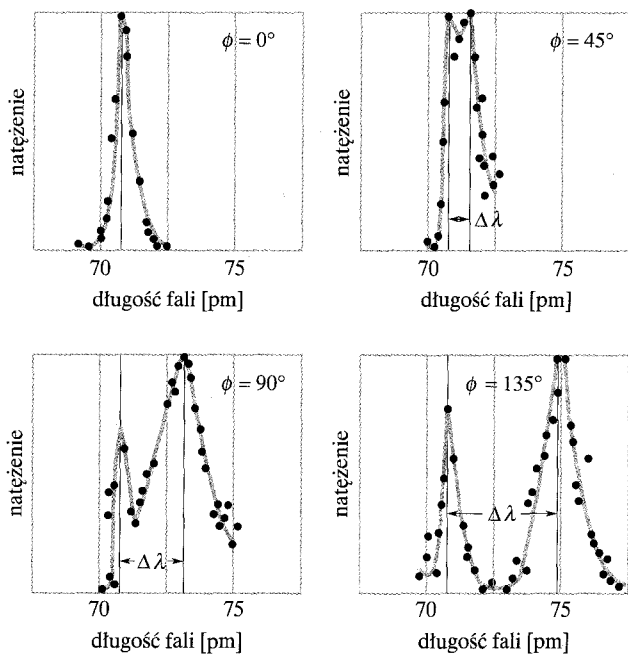 ϕ = 0°
natężenie
70 75
długość fali [pm]
ϕ = 45°
natężenie
Δλ
70 75
długość fali [pm]
ϕ = 90°
natężenie
Δλ
70 75
długość fali [pm]
ϕ = 135°
natężenie
Δλ
70 75
długość fali [pm]